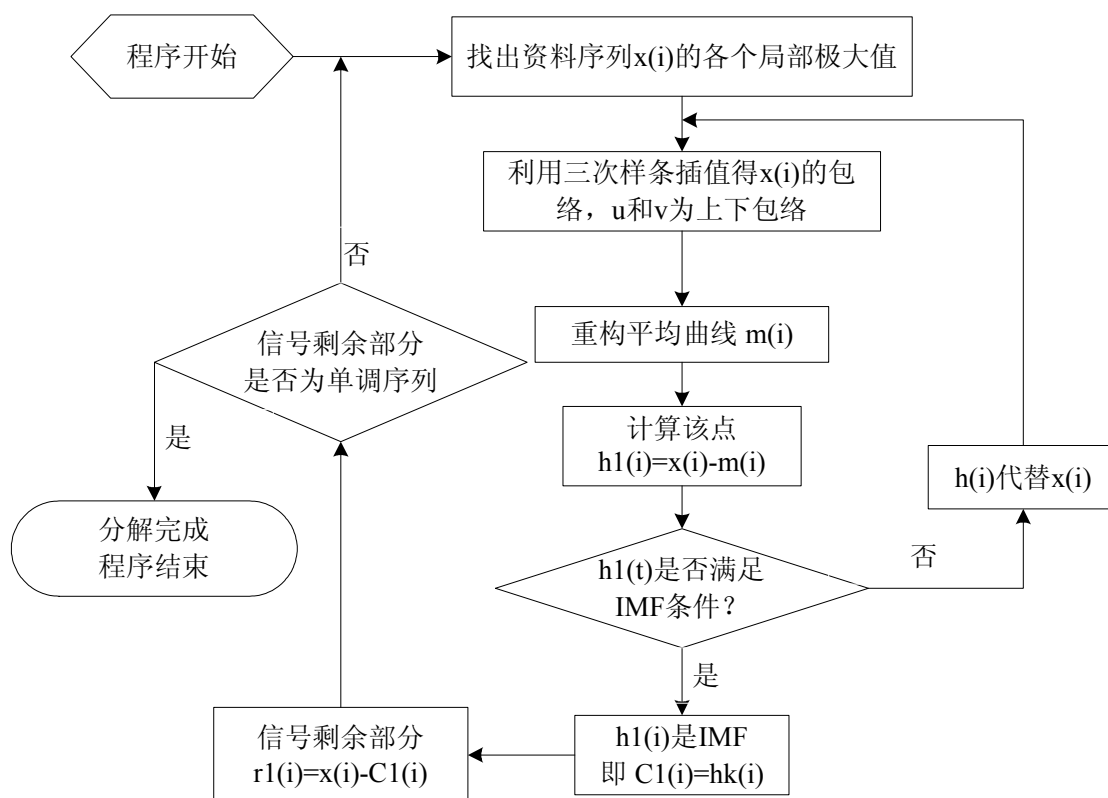 程序开始
找出资料序列x(i)的各个局部极大值
利用三次样条插值得x(i)的包
络，u和v为上下包络
重构平均曲线 m(i)
计算该点
h1(i)=x(i)-m(i)
h(i)代替x(i)
h1(t)是否满足
IMF条件？
否
是
h1(i)是IMF
即 C1(i)=hk(i)
信号剩余部分
r1(i)=x(i)-C1(i)
信号剩余部分
是否为单调序列
否
是
分解完成
程序结束